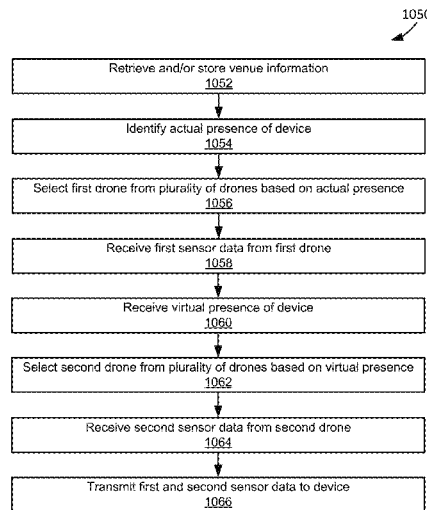 1050
Retrieve and/or store venue information
1052
Identify actual presence of device
1054
Select first drone from plurality of drones based on actual presence
1056
Receive first sensor data from first drone
1058
Receive virtual presence of device
1060
Select second drone from plurality of drones based on virtual presence
1062
Receive second sensor data from second drone
1064
Transmit first and second sensor data to device
1066